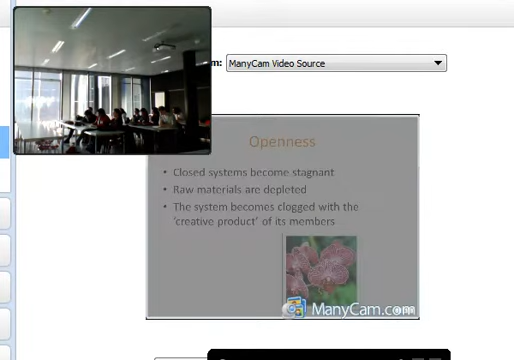 m:
ManyCam Video Source
Openness
• Closed systems become stagnant
• Raw materials are depleted
• The system becomes clogged with the
'creative product' of its members
ManyCam.com